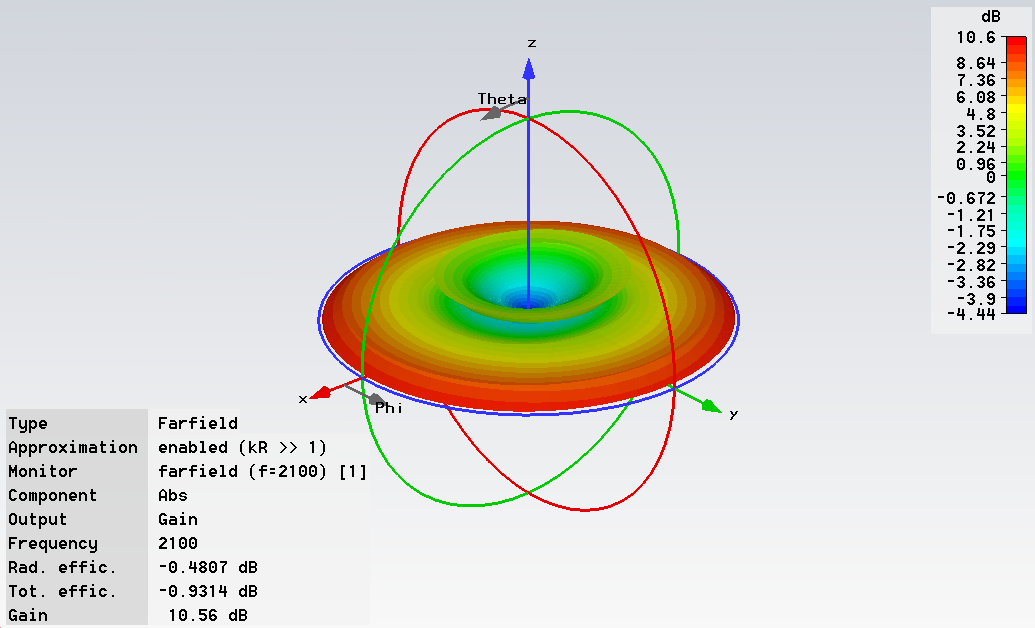 dB
10.6
8.64
7.36
6.08
4.8
3.52
2.24
0.96
0
-0.672
-1.21
-1.75
-2.29
-2.82
-3.36
-3.9
-4.44
z
Theta
x
Phi
y
Type Farfield
Approximation enabled (kR >> 1)
Monitor farfield (f=2100) [1]
Component Abs
Output Gain
Frequency 2100
Rad. effic. -0.4807 dB
Tot. effic. -0.9314 dB
Gain 10.56 dB